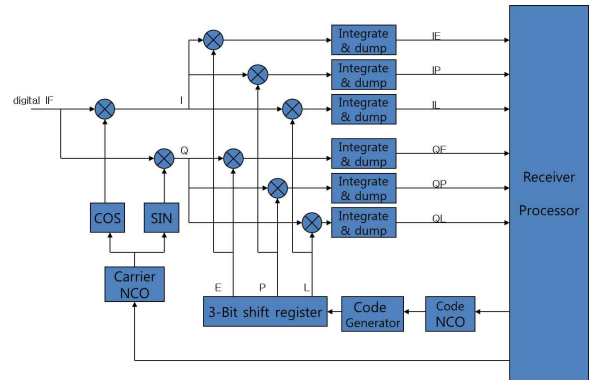 Integrate
& dump
IE
Integrate
& dump
IP
digital IF
I
Integrate
& dump
IL
Q
Integrate
& dump
QE
Integrate
& dump
QP
Integrate
& dump
QL
Receiver
Processor
COS
SIN
Carrier
NCO
E
P
L
3-Bit shift register
Code
Generator
Code
NCO